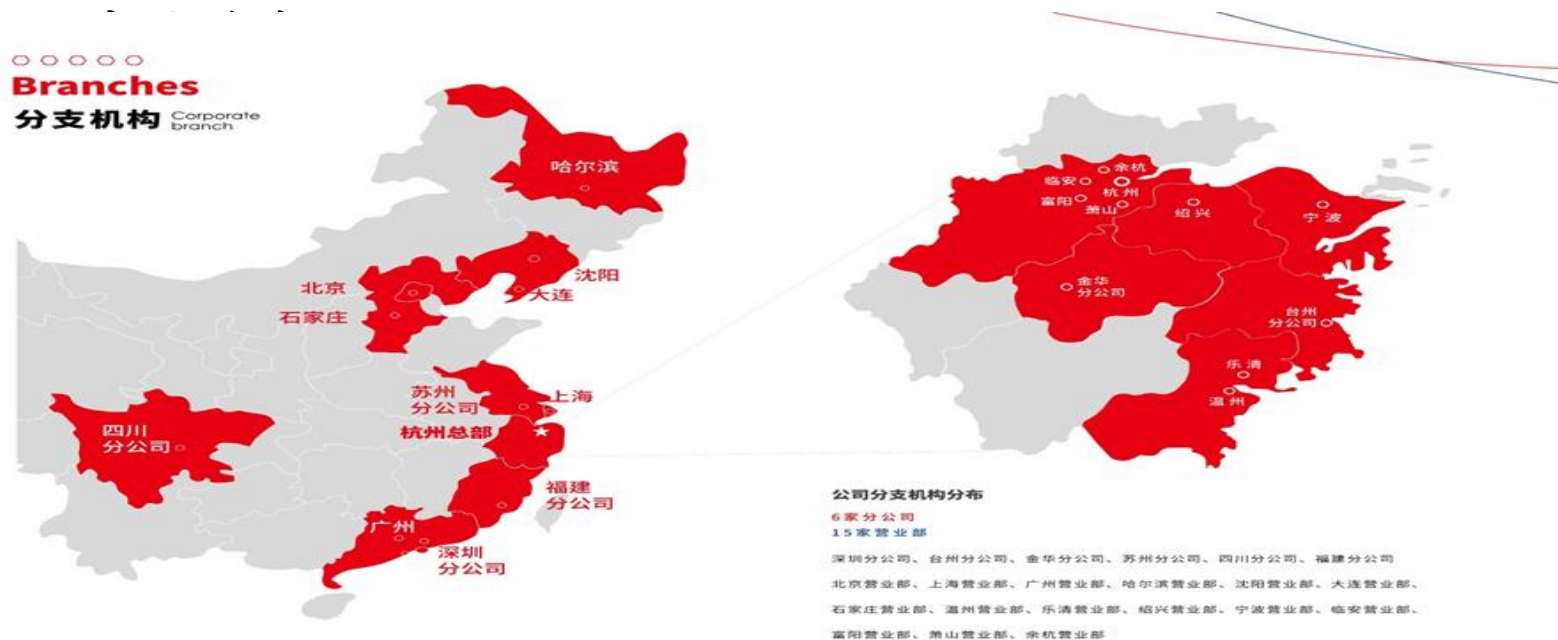 Branches
分支机构 Corporate branch
哈尔滨
沈阳
大连
北京
石家庄
苏州
分公司
上海
杭州总部
四川
分公司
福建
分公司
广州
深圳
分公司
余杭
临安
杭州
富阳
萧山
绍兴
宁波
金华
分公司
台州
分公司
乐清
温州
公司分支机构分布
6家分公司
15家营业部
深圳分公司、台州分公司、金华分公司、苏州分公司、四川分公司、福建分公司
北京营业部、上海营业部、广州营业部、哈尔滨营业部、沈阳营业部、大连营业部、
石家庄营业部、温州营业部、乐清营业部、绍兴营业部、宁波营业部、临安营业部、
富阳营业部、萧山营业部、余杭营业部